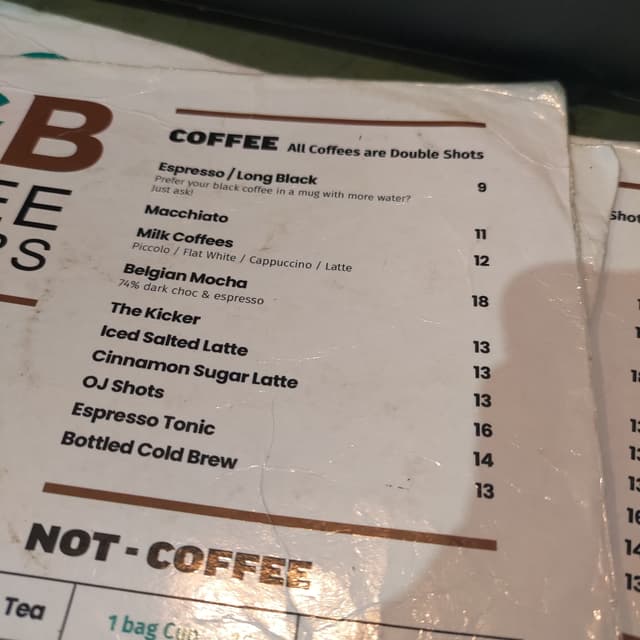 B
COFFEE All Coffees are Double Shots
Espresso / Long Black 9
Prefer your black coffee in a mug with more water?
Just ask!
Macchiato 11
Milk Coffees 12
Piccolo / Flat White / Cappuccino / Latte
Belgian Mocha 18
74% dark choc & espresso
The Kicker 13
Iced Salted Latte 13
Cinnamon Sugar Latte 13
OJ Shots 16
Espresso Tonic 14
Bottled Cold Brew 13
NOT - COFFEE
Tea
1 bag Cup